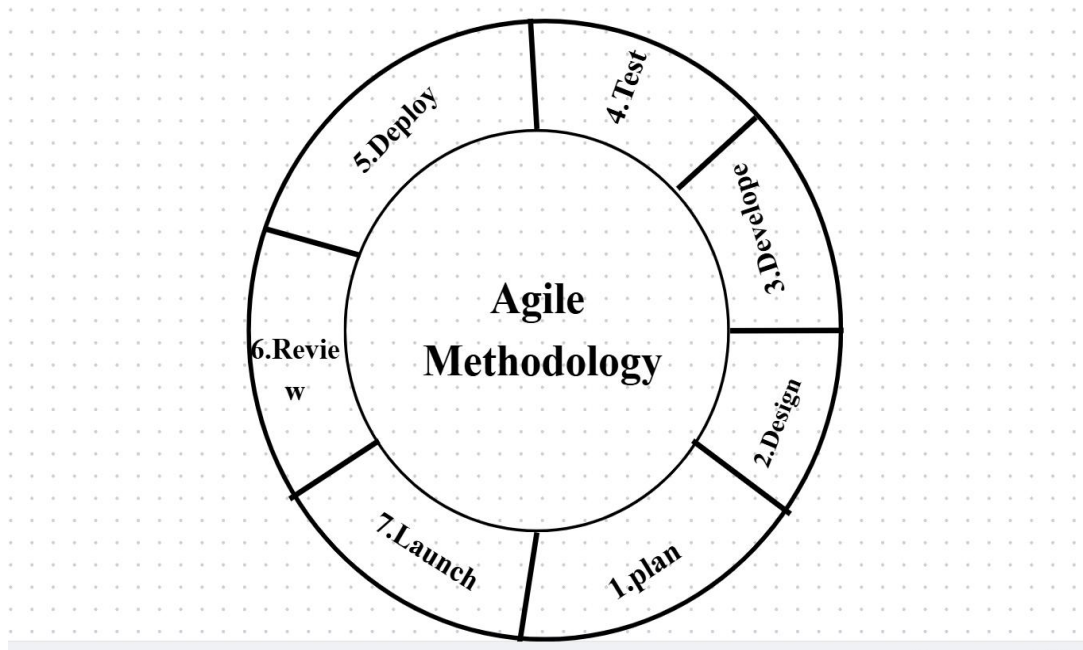 Agile
Methodology
1.plan
2.Design
3.Develope
4.Test
5.Deploy
6.Revie
w
7.Launch